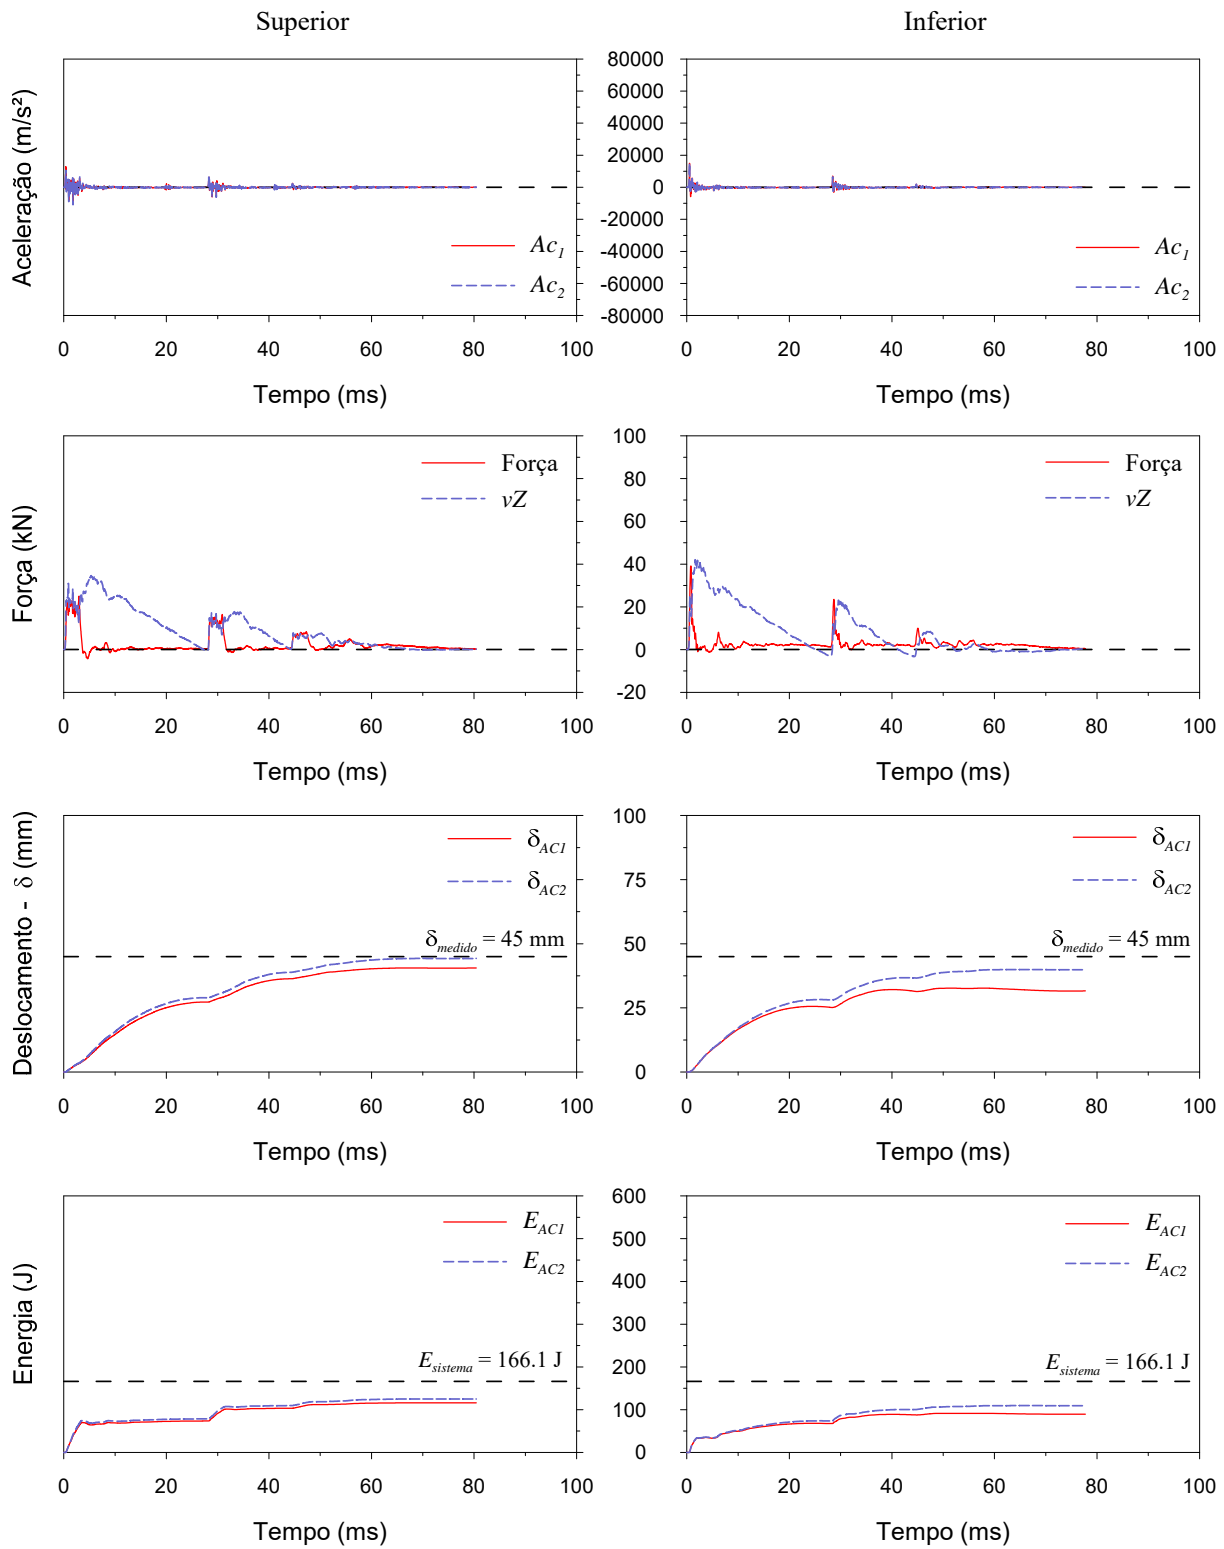 Superior Inferior
Aceleração (m/s²)
80000
60000
40000
20000
0
-20000
-40000
-60000
-80000
Ac1
Ac2
Ac1
Ac2
0 20 40 60 80 100 0 20 40 60 80 100
Tempo (ms) Tempo (ms)
Força (kN)
100
80
60
40
20
0
-20
Força
vZ
Força
vZ
0 20 40 60 80 100 0 20 40 60 80 100
Tempo (ms) Tempo (ms)
Deslocamento - δ (mm)
100
75
50
25
0
δAC1
δAC2
δmedido = 45 mm
δAC1
δAC2
δmedido = 45 mm
0 20 40 60 80 100 0 20 40 60 80 100
Tempo (ms) Tempo (ms)
Energia (J)
600
500
400
300
200
100
0
EAC1
EAC2
Esistema = 166.1 J
EAC1
EAC2
Esistema = 166.1 J
0 20 40 60 80 100 0 20 40 60 80 100
Tempo (ms) Tempo (ms)